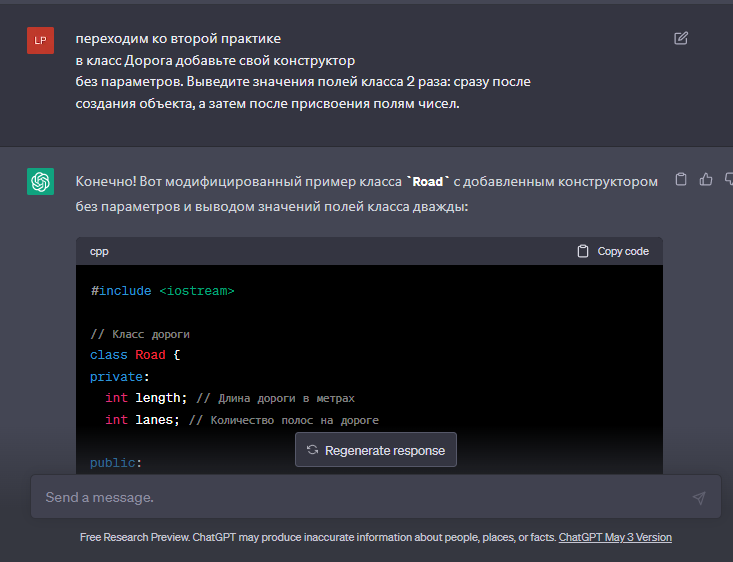 LP
переходим ко второй практике
в класс Дорога добавьте свой конструктор
без параметров. Выведите значения полей класса 2 раза: сразу после
создания объекта, а затем после присвоения полям чисел.
Конечно! Вот модифицированный пример класса `Road` с добавленным конструктором
без параметров и выводом значений полей класса дважды:
cpp
Copy code
#include <iostream>
// Класс дороги
class Road {
private:
int length; // Длина дороги в метрах
int lanes; // Количество полос на дороге
public:
Regenerate response
Send a message.
Free Research Preview. ChatGPT may produce inaccurate information about people, places, or facts. ChatGPT May 3 Version